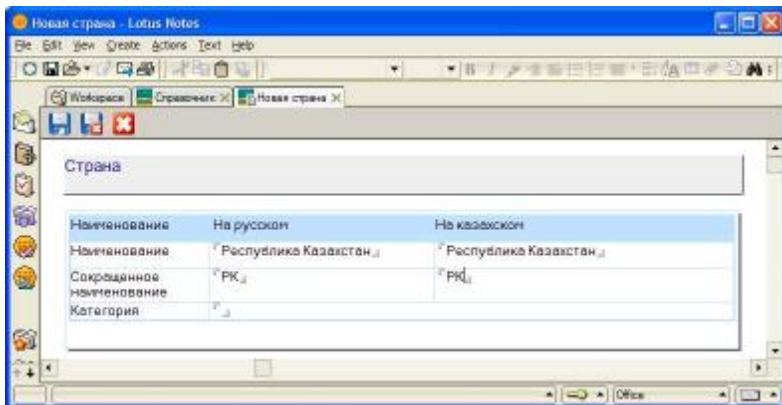 Новая страна - Lotus Notes
File Edit View Create Actions Text Help
Workspace Справочник Новая страна
Страна
Наименование На русском На казахском
Наименование Республика Казахстан Республика Казахстан
Сокращенное РК РК
наименование
Категория
Office